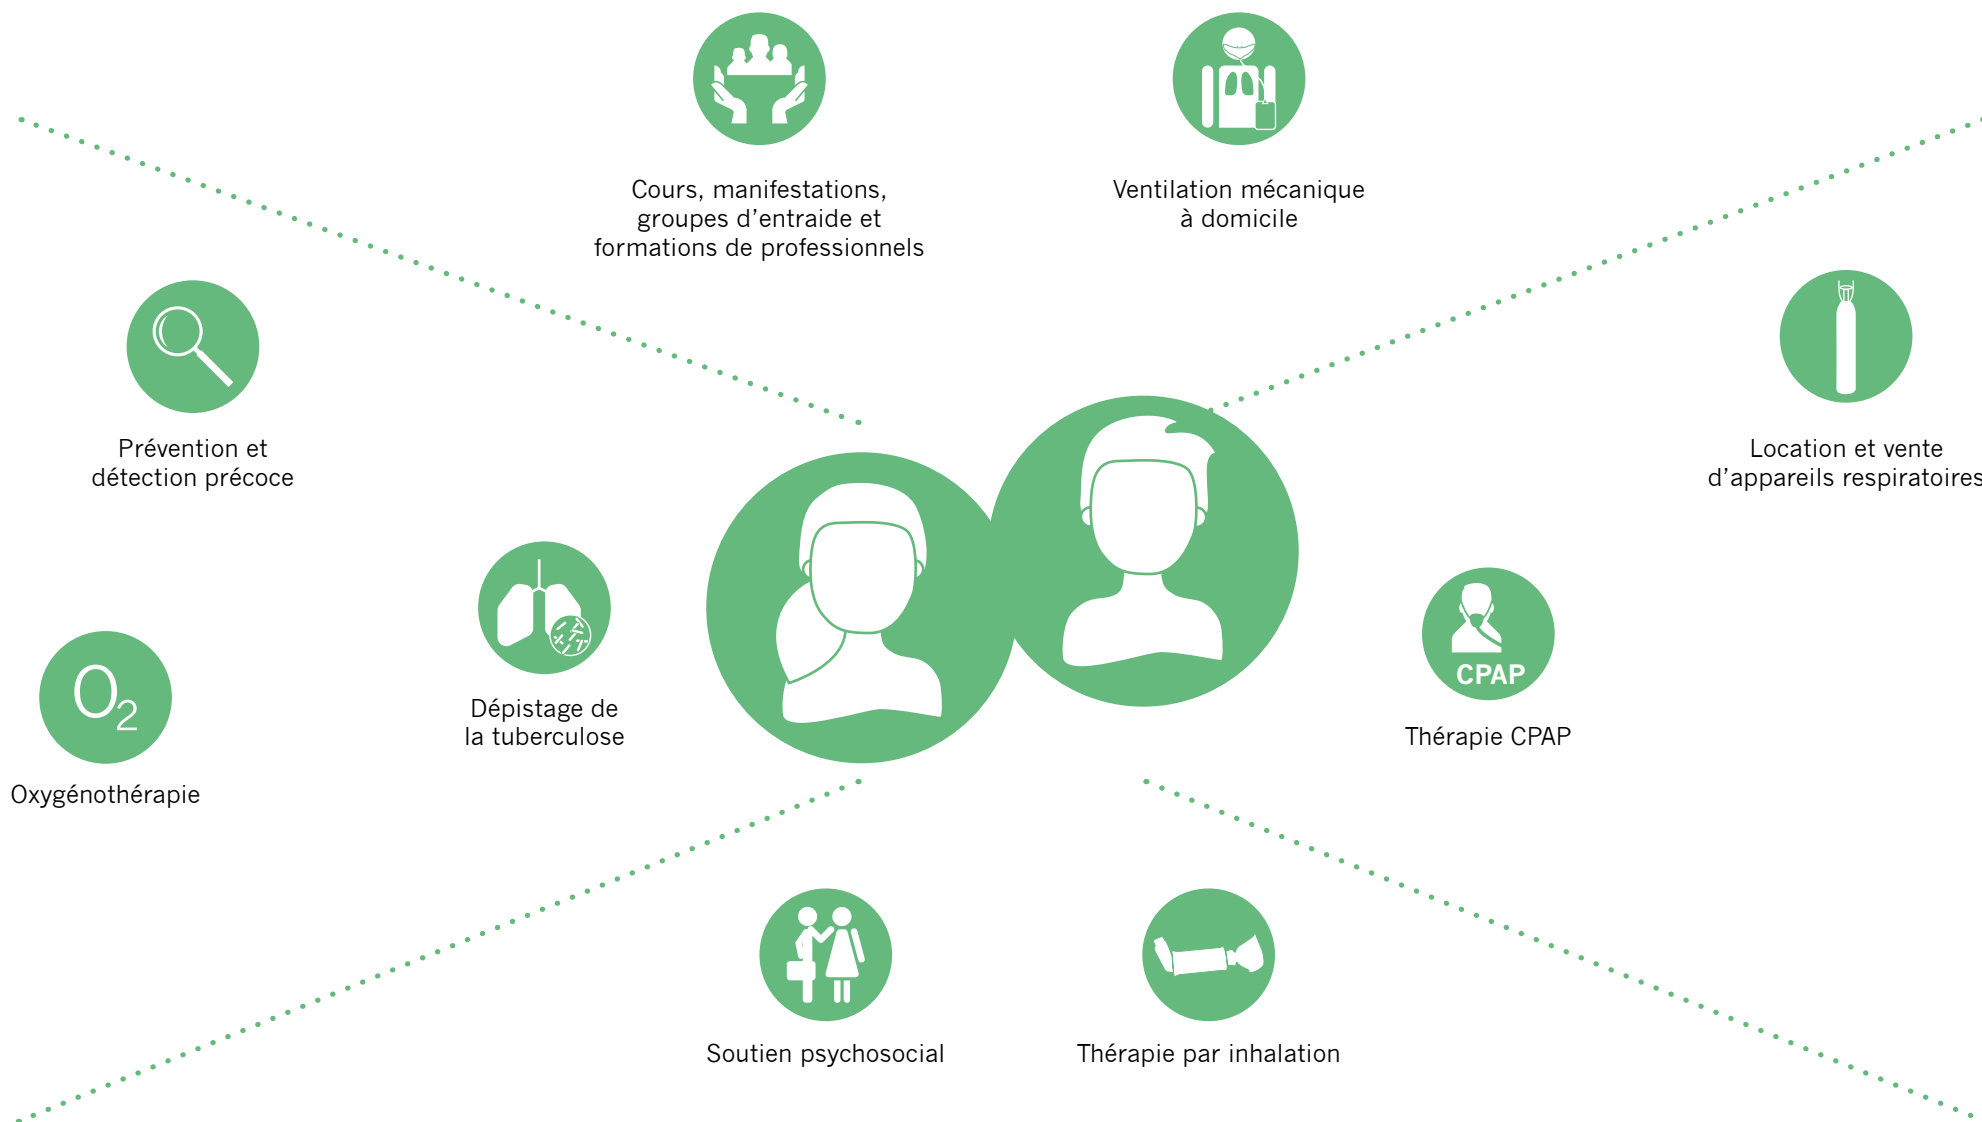 Cours, manifestations,
groupes d’entraide et
formations de professionnels
Ventilation mécanique
à domicile
Prévention et
détection précoce
Location et vente
d’appareils respiratoires
Dépistage de
la tuberculose
CPAP
Thérapie CPAP
O₂
Oxygénothérapie
Soutien psychosocial
Thérapie par inhalation